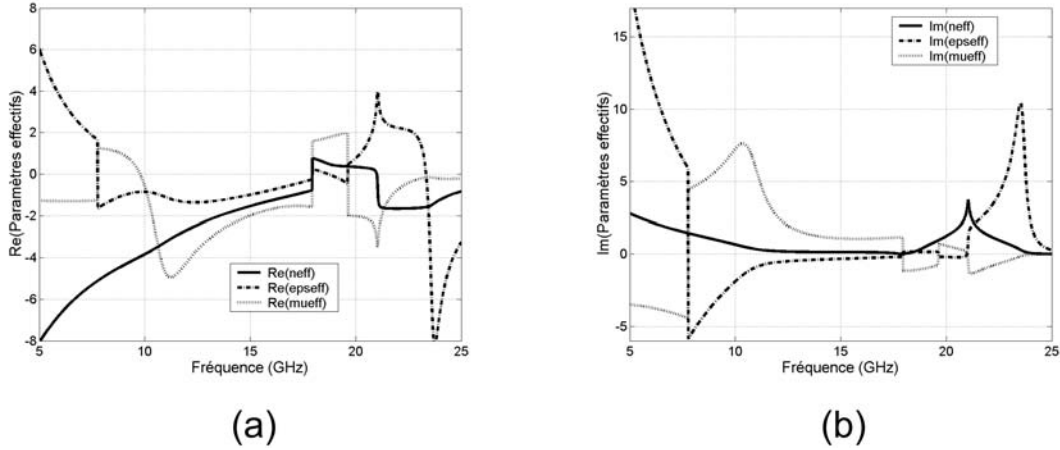 8
6
4
2
0
-2
-4
-6
-8
Re(Paramètres effectifs)
Re(neff)
Re(epseff)
Re(mueff)
5
10
15
20
25
Fréquence (GHz)
(a)
15
10
5
0
-5
Im(Paramètres effectifs)
Im(neff)
Im(epseff)
Im(mueff)
5
10
15
20
25
Fréquence (GHz)
(b)